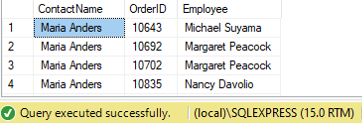 ContactName OrderID Employee
1 Maria Anders 10643 Michael Suyama
2 Maria Anders 10692 Margaret Peacock
3 Maria Anders 10702 Margaret Peacock
4 Maria Anders 10835 Nancy Davolio
Query executed successfully. (local)\SQLEXPRESS (15.0 RTM)